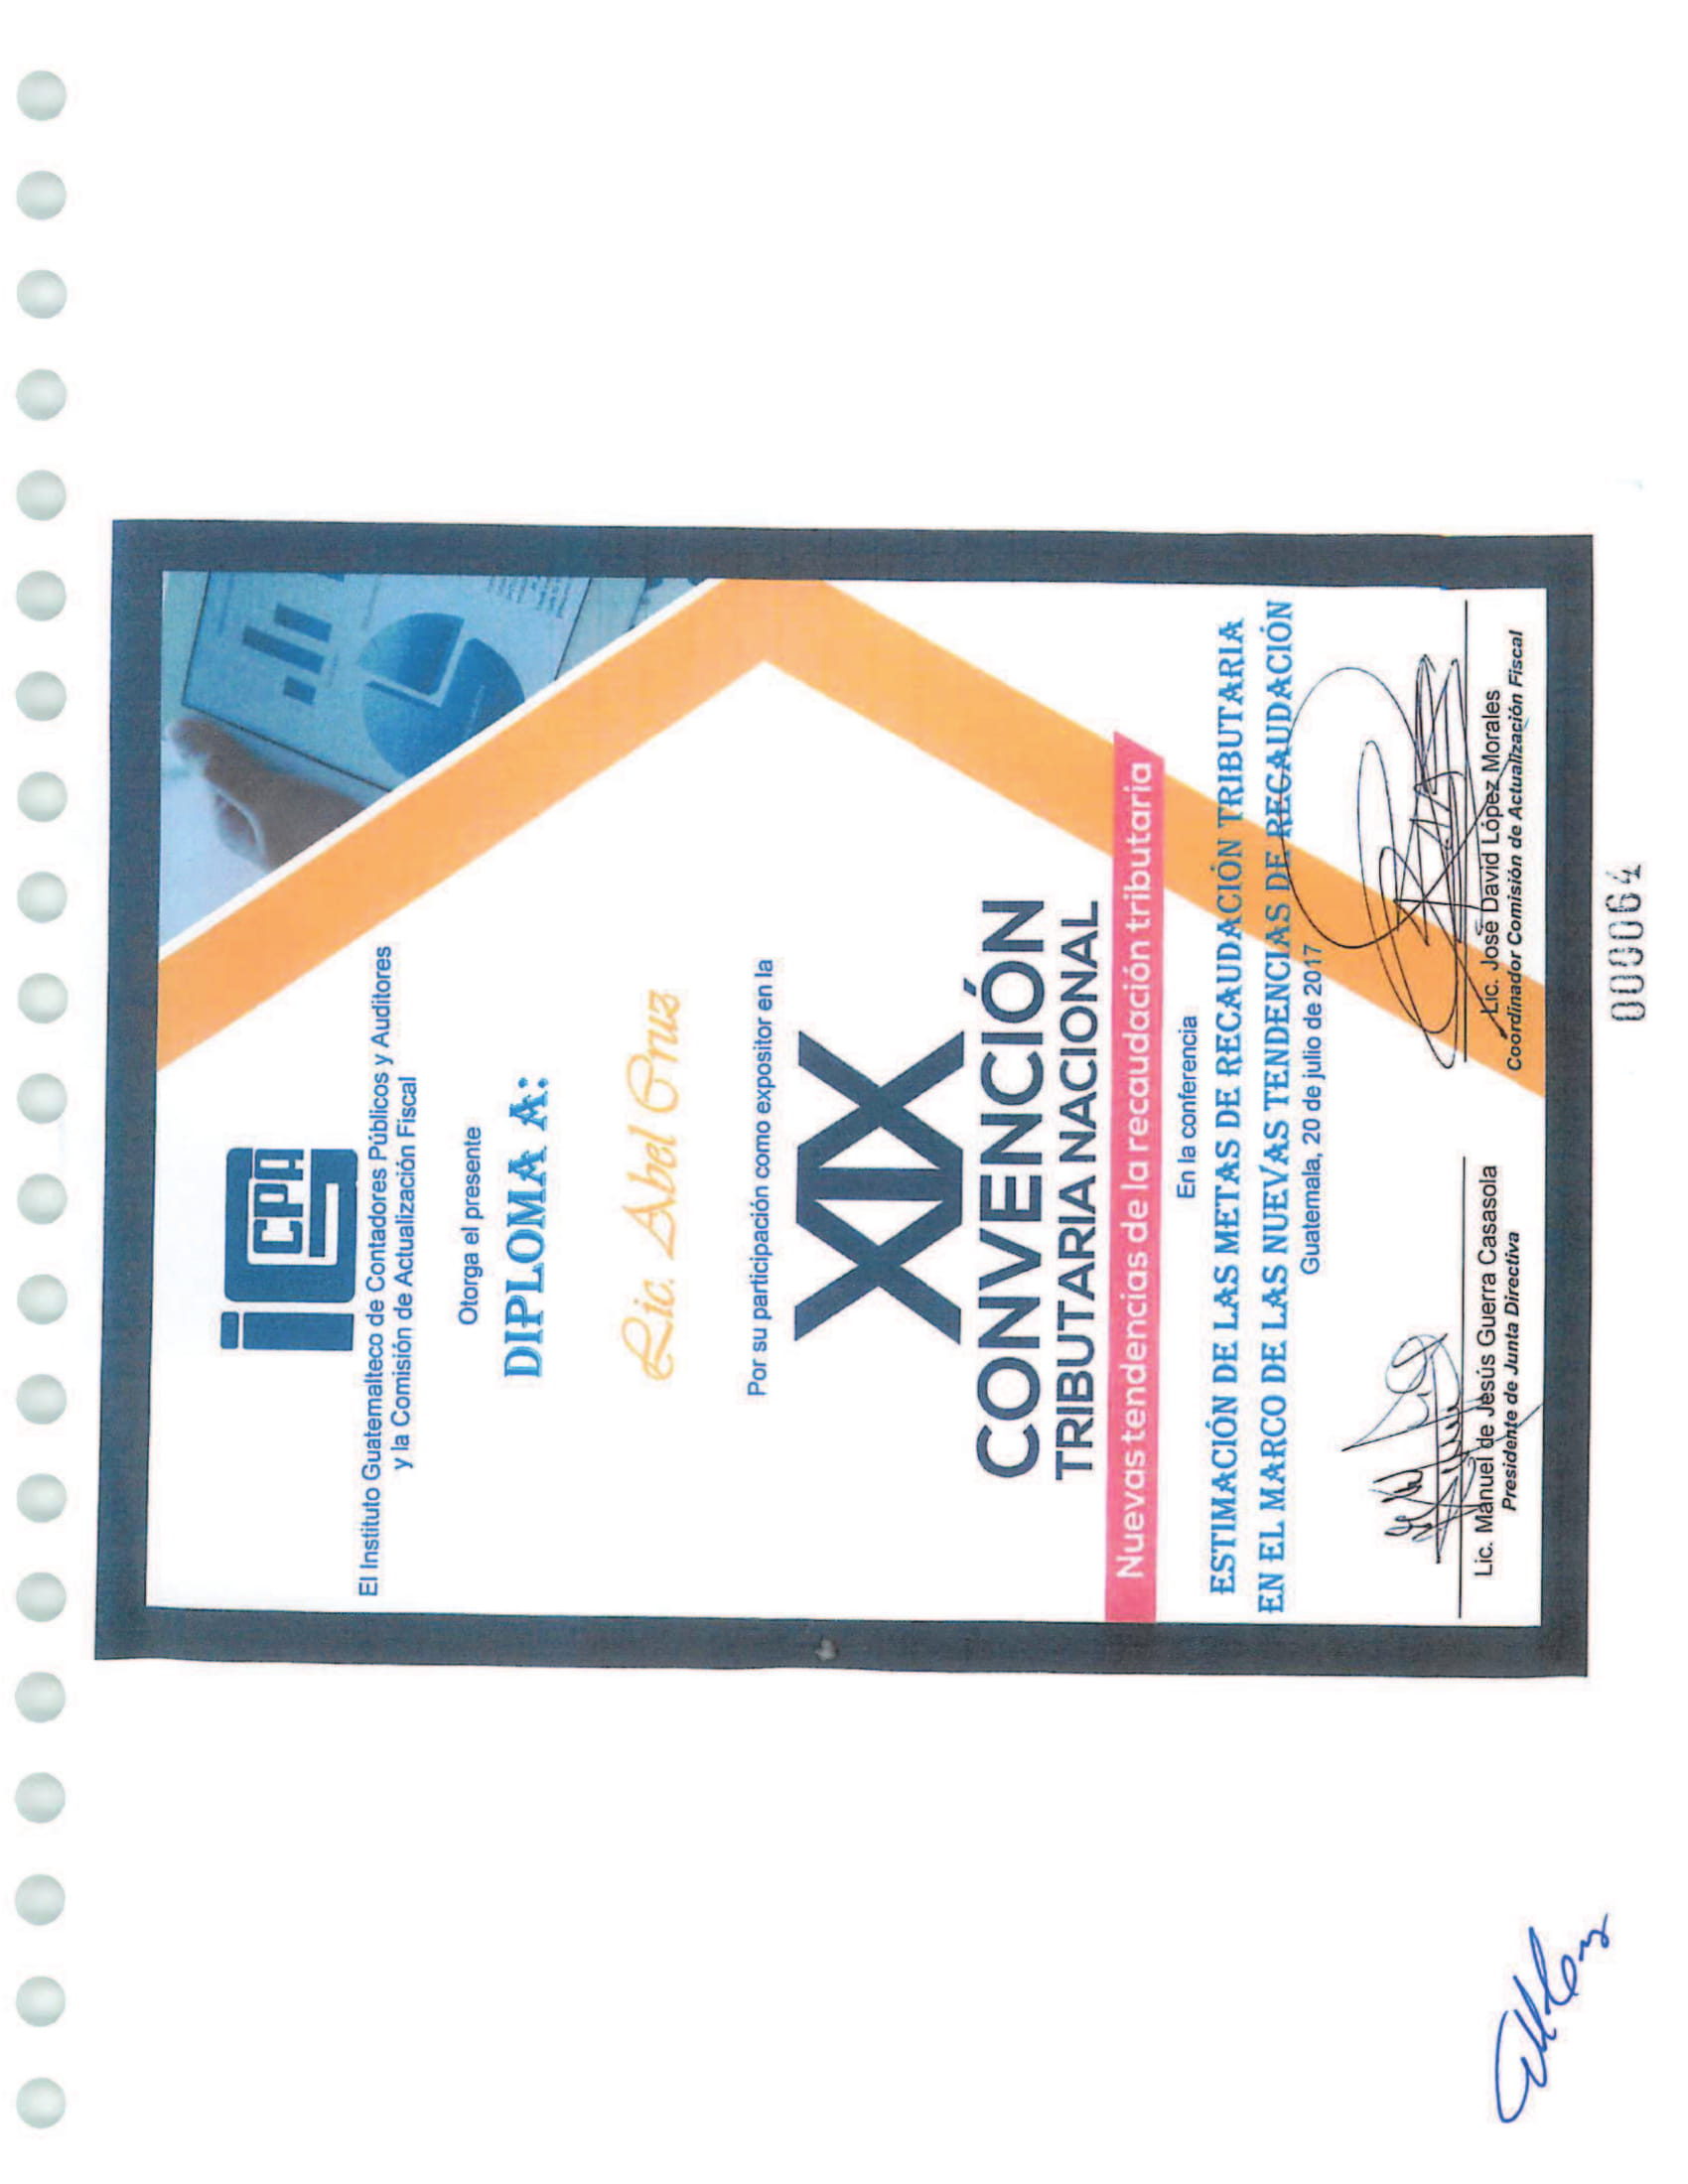 iCPA
El Instituto Guatemalteco de Contadores Públicos y Auditores
y la Comisión de Actualización Fiscal
Otorga el presente
DIPLOMA A:
Lic. Abel Cruz
Por su participación como expositor en la
XIX
CONVENCIÓN
TRIBUTARIA NACIONAL
Nuevas tendencias de la recaudación tributaria
En la conferencia
ESTIMACIÓN DE LAS METAS DE RECAUDACIÓN TRIBUTARIA
EN EL MARCO DE LAS NUEVAS TENDENCIAS DE RECAUDACIÓN
Guatemala, 20 de julio de 2017
Lic. Manuel de Jesús Guerra Casasola
Presidente de Junta Directiva
Lic. José David López Morales
Coordinador Comisión de Actualización Fiscal
000064